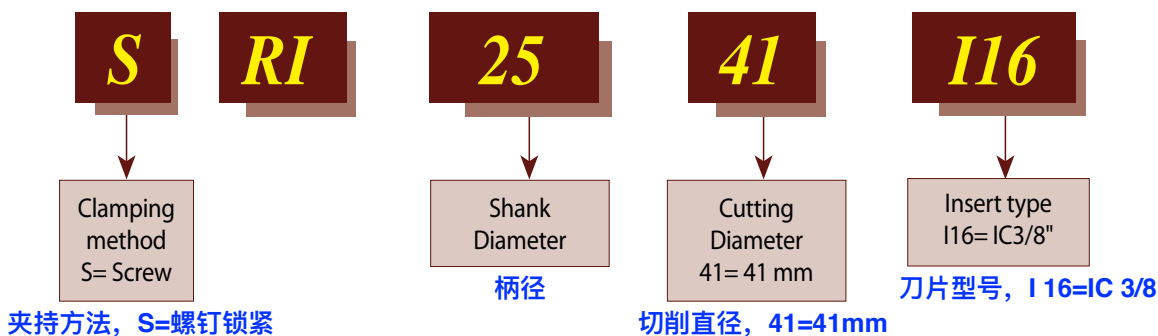 S RI 25 41 I16
Clamping
method
S= Screw
Shank
Diameter
Cutting
Diameter
41= 41 mm
Insert type
I16= IC3/8"
夹持方法，S=螺钉锁紧
柄径
切削直径，41=41mm
刀片型号，I 16=IC 3/8